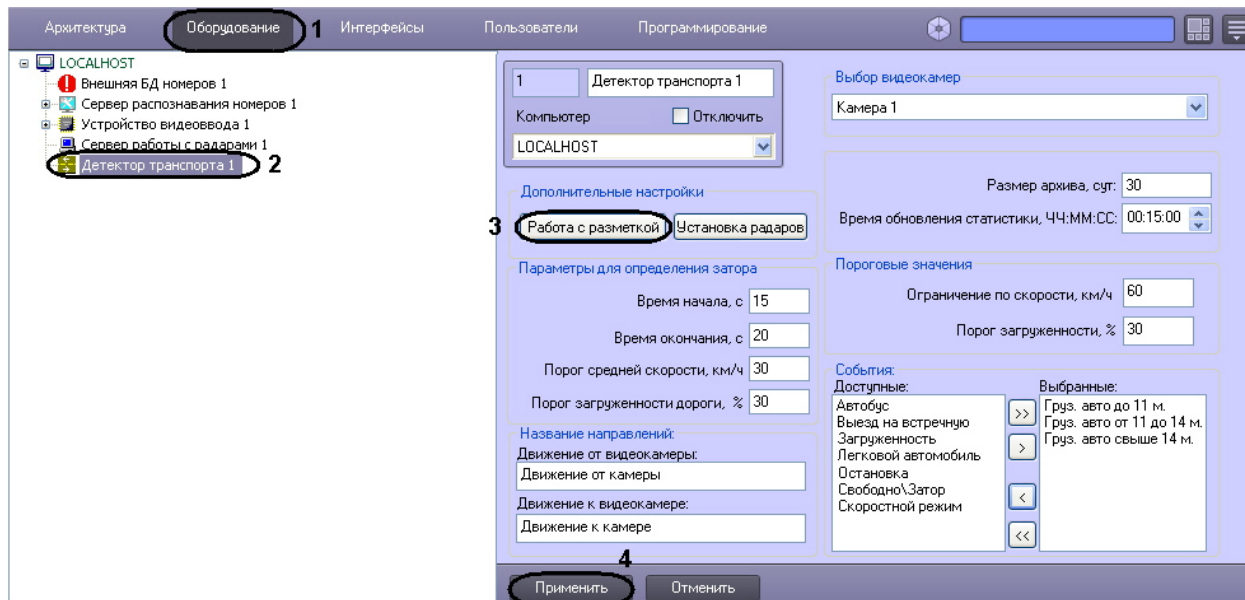 Архитектура Оборудование 1 Интерфейсы Пользователи Программирование
LOCALHOST
Внешняя БД номеров 1
Сервер распознавания номеров 1
Устройство видеоввода 1
Сервер работы с радарами 1
Детектор транспорта 1 2
1 Детектор транспорта 1
Компьютер Отключить
LOCALHOST
Выбор видеокамер
Камера 1
Дополнительные настройки
3 Работа с разметкой Установка радаров
Размер архива, сут: 30
Время обновления статистики, ЧЧ:ММ:СС: 00:15:00
Параметры для определения затора
Время начала, с 15
Время окончания, с 20
Порог средней скорости, км/ч 30
Порог загруженности дороги, % 30
Пороговые значения
Ограничение по скорости, км/ч 60
Порог загруженности, % 30
Название направлений:
Движение от видеокамеры:
Движение от камеры
Движение к видеокамере:
Движение к камере
События:
Доступные: Выбранные:
Автобус
Выезд на встречную
Загруженность
Легковой автомобиль
Остановка
Свободно\Затор
Скоростной режим
>>
>
<
<<
Груз. авто до 11 м.
Груз. авто от 11 до 14 м.
Груз. авто свыше 14 м.
4
Применить Отменить